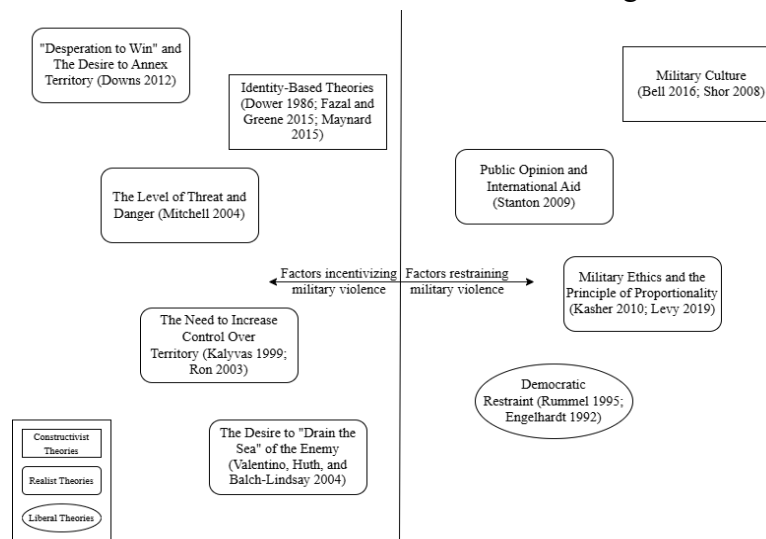 "Desperation to Win" and
The Desire to Annex
Territory (Downs 2012)
Identity-Based Theories
(Dower 1986; Fazal and
Greene 2015; Maynard
2015)
Military Culture
(Bell 2016; Shor 2008)
Public Opinion and
International Aid
(Stanton 2009)
The Level of Threat and
Danger (Mitchell 2004)
Factors incentivizing
military violence
Factors restraining
military violence
Military Ethics and the
Principle of Proportionality
(Kasher 2010; Levy 2019)
The Need to Increase
Control Over
Territory (Kalyvas 1999;
Ron 2003)
Democratic
Restraint (Rummel 1995;
Engelhardt 1992)
The Desire to "Drain the
Sea" of the Enemy
(Valentino, Huth, and
Balch-Lindsay 2004)
Constructivist
Theories
Realist Theories
Liberal Theories